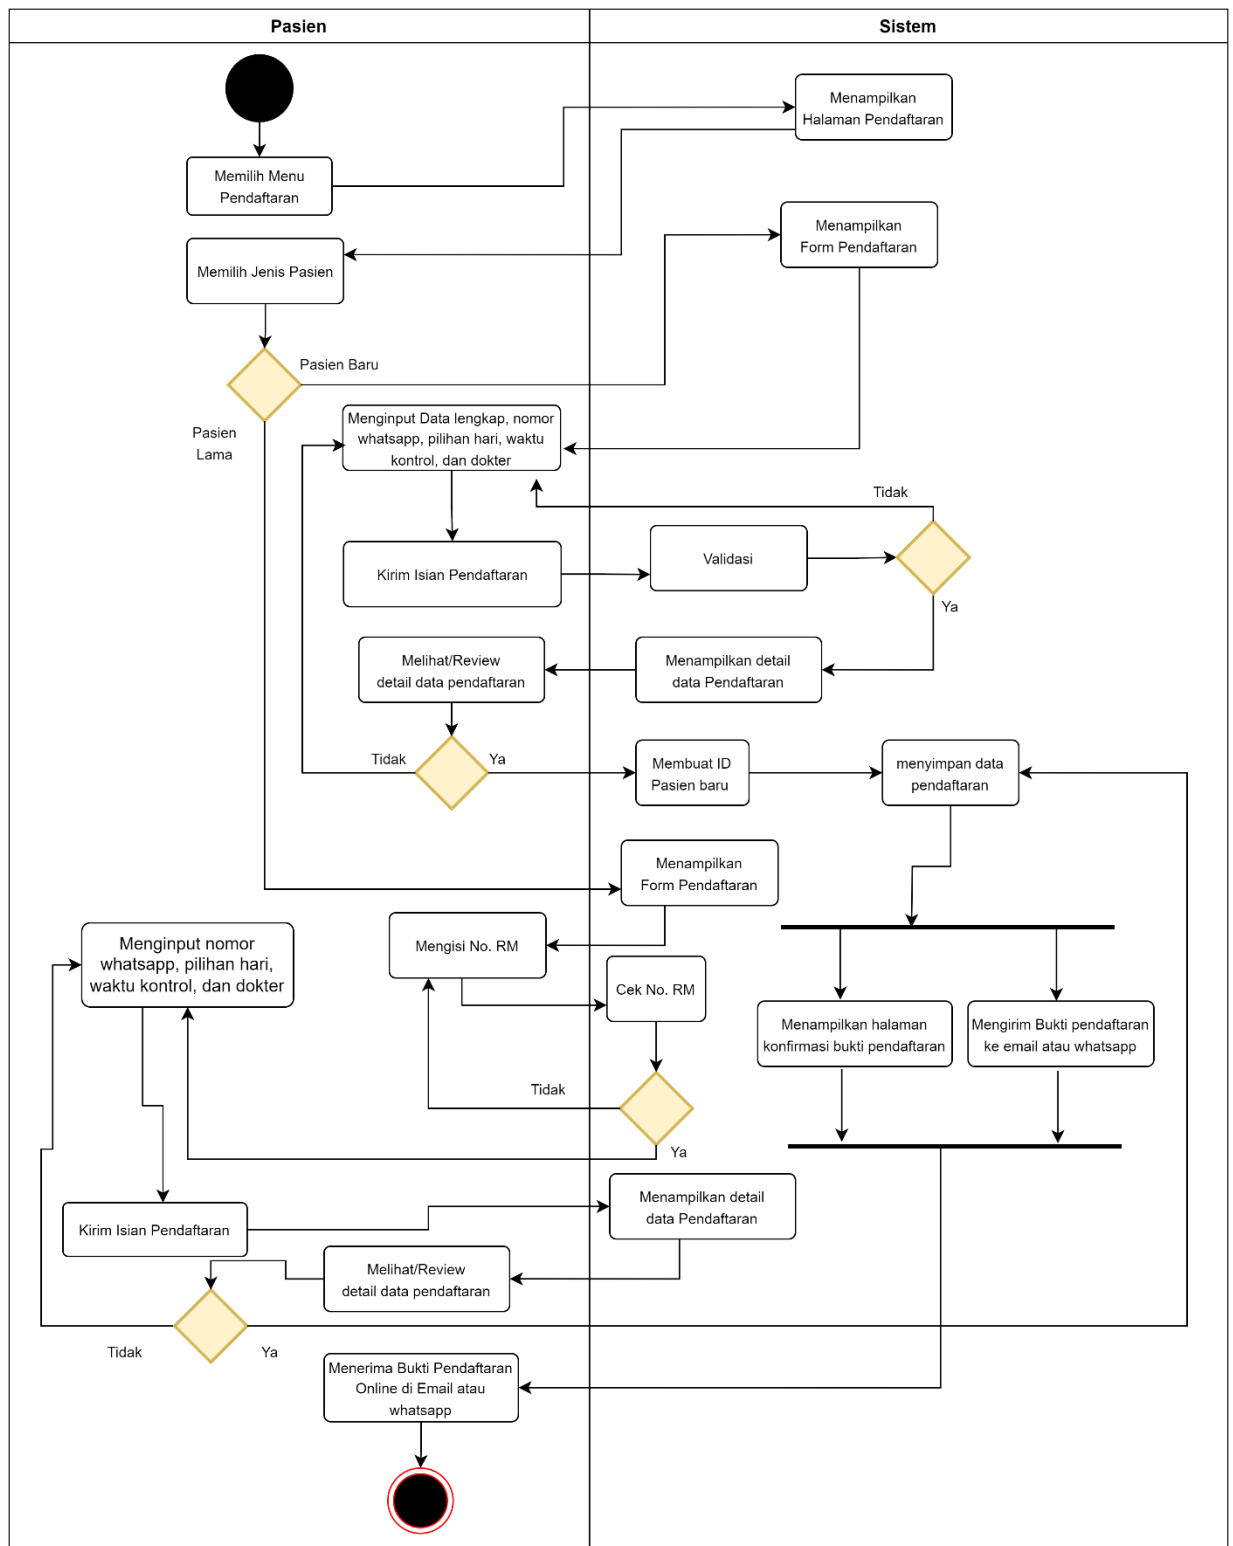 Pasien
Sistem
Menampilkan
Halaman Pendaftaran
Memilih Menu
Pendaftaran
Menampilkan
Form Pendaftaran
Memilih Jenis Pasien
Pasien Baru
Pasien
Lama
Menginput Data lengkap, nomor
whatsapp, pilihan hari, waktu
kontrol, dan dokter
Tidak
Kirim Isian Pendaftaran
Validasi
Ya
Melihat/Review
detail data pendaftaran
Menampilkan detail
data Pendaftaran
Tidak
Ya
Membuat ID
Pasien baru
menyimpan data
pendaftaran
Menampilkan
Form Pendaftaran
Menginput nomor
whatsapp, pilihan hari,
waktu kontrol, dan dokter
Mengisi No. RM
Cek No. RM
Menampilkan halaman
konfirmasi bukti pendaftaran
Mengirim Bukti pendaftaran
ke email atau whatsapp
Tidak
Ya
Kirim Isian Pendaftaran
Menampilkan detail
data Pendaftaran
Melihat/Review
detail data pendaftaran
Tidak
Ya
Menerima Bukti Pendaftaran
Online di Email atau
whatsapp